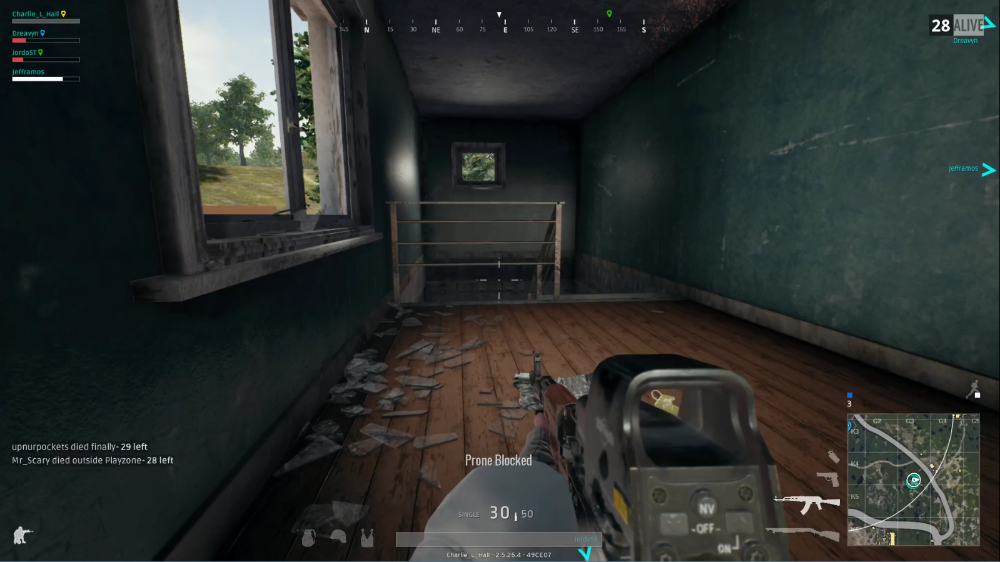 Charlie_L_Hall
Dreavyn
JordoST
jefframos
345 N 15 30 NE 60 75 E 105 120 SE 150 165 S
28 ALIVE
Dreavyn
jefframos
upnurpockets died finally- 29 left
Mr_Scary died outside Playzone- 28 left
Prone Blocked
SINGLE 30 50
JordoST
Charlie_L_Hall - 2.5.26.4 - 49CE07
NV
-OFF-
ON
3
G2 G3 G4 G5
K3
K4
K5
K6